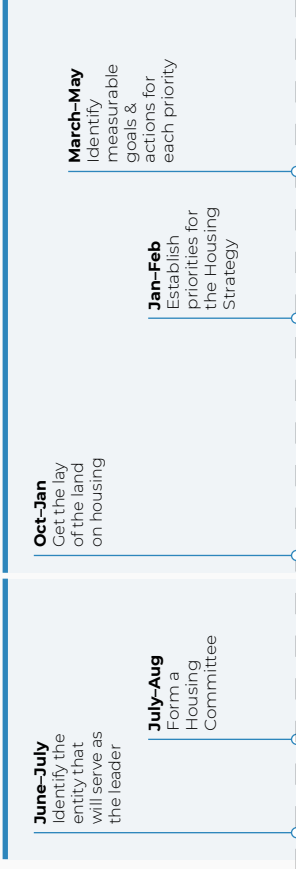 June–July
Identify the
entity that
will serve as
the leader
July–Aug
Form a
Housing
Committee
Oct–Jan
Get the lay
of the land
on housing
Jan–Feb
Establish
priorities for
the Housing
Strategy
March–May
Identify
measurable
goals &
actions for
each priority